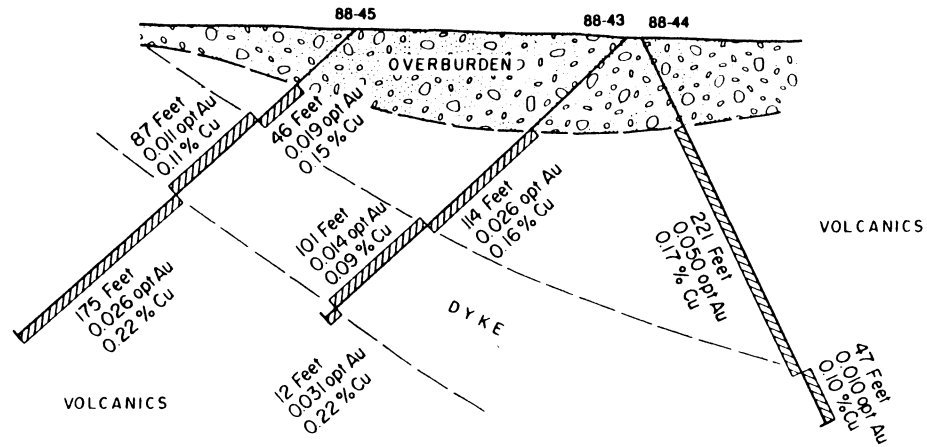 88-45
88-43 88-44
OVERBURDEN
87 Feet
0.011 opt Au
0.11 % Cu
46 Feet
0.019 opt Au
0.15 % Cu
101 Feet
0.014 opt Au
0.09 % Cu
114 Feet
0.026 opt Au
0.16 % Cu
221 Feet
0.050 opt Au
0.17 % Cu
VOLCANICS
175 Feet
0.026 opt Au
0.22 % Cu
DYKE
12 Feet
0.031 opt Au
0.22 % Cu
47 Feet
0.010 opt Au
0.10 % Cu
VOLCANICS